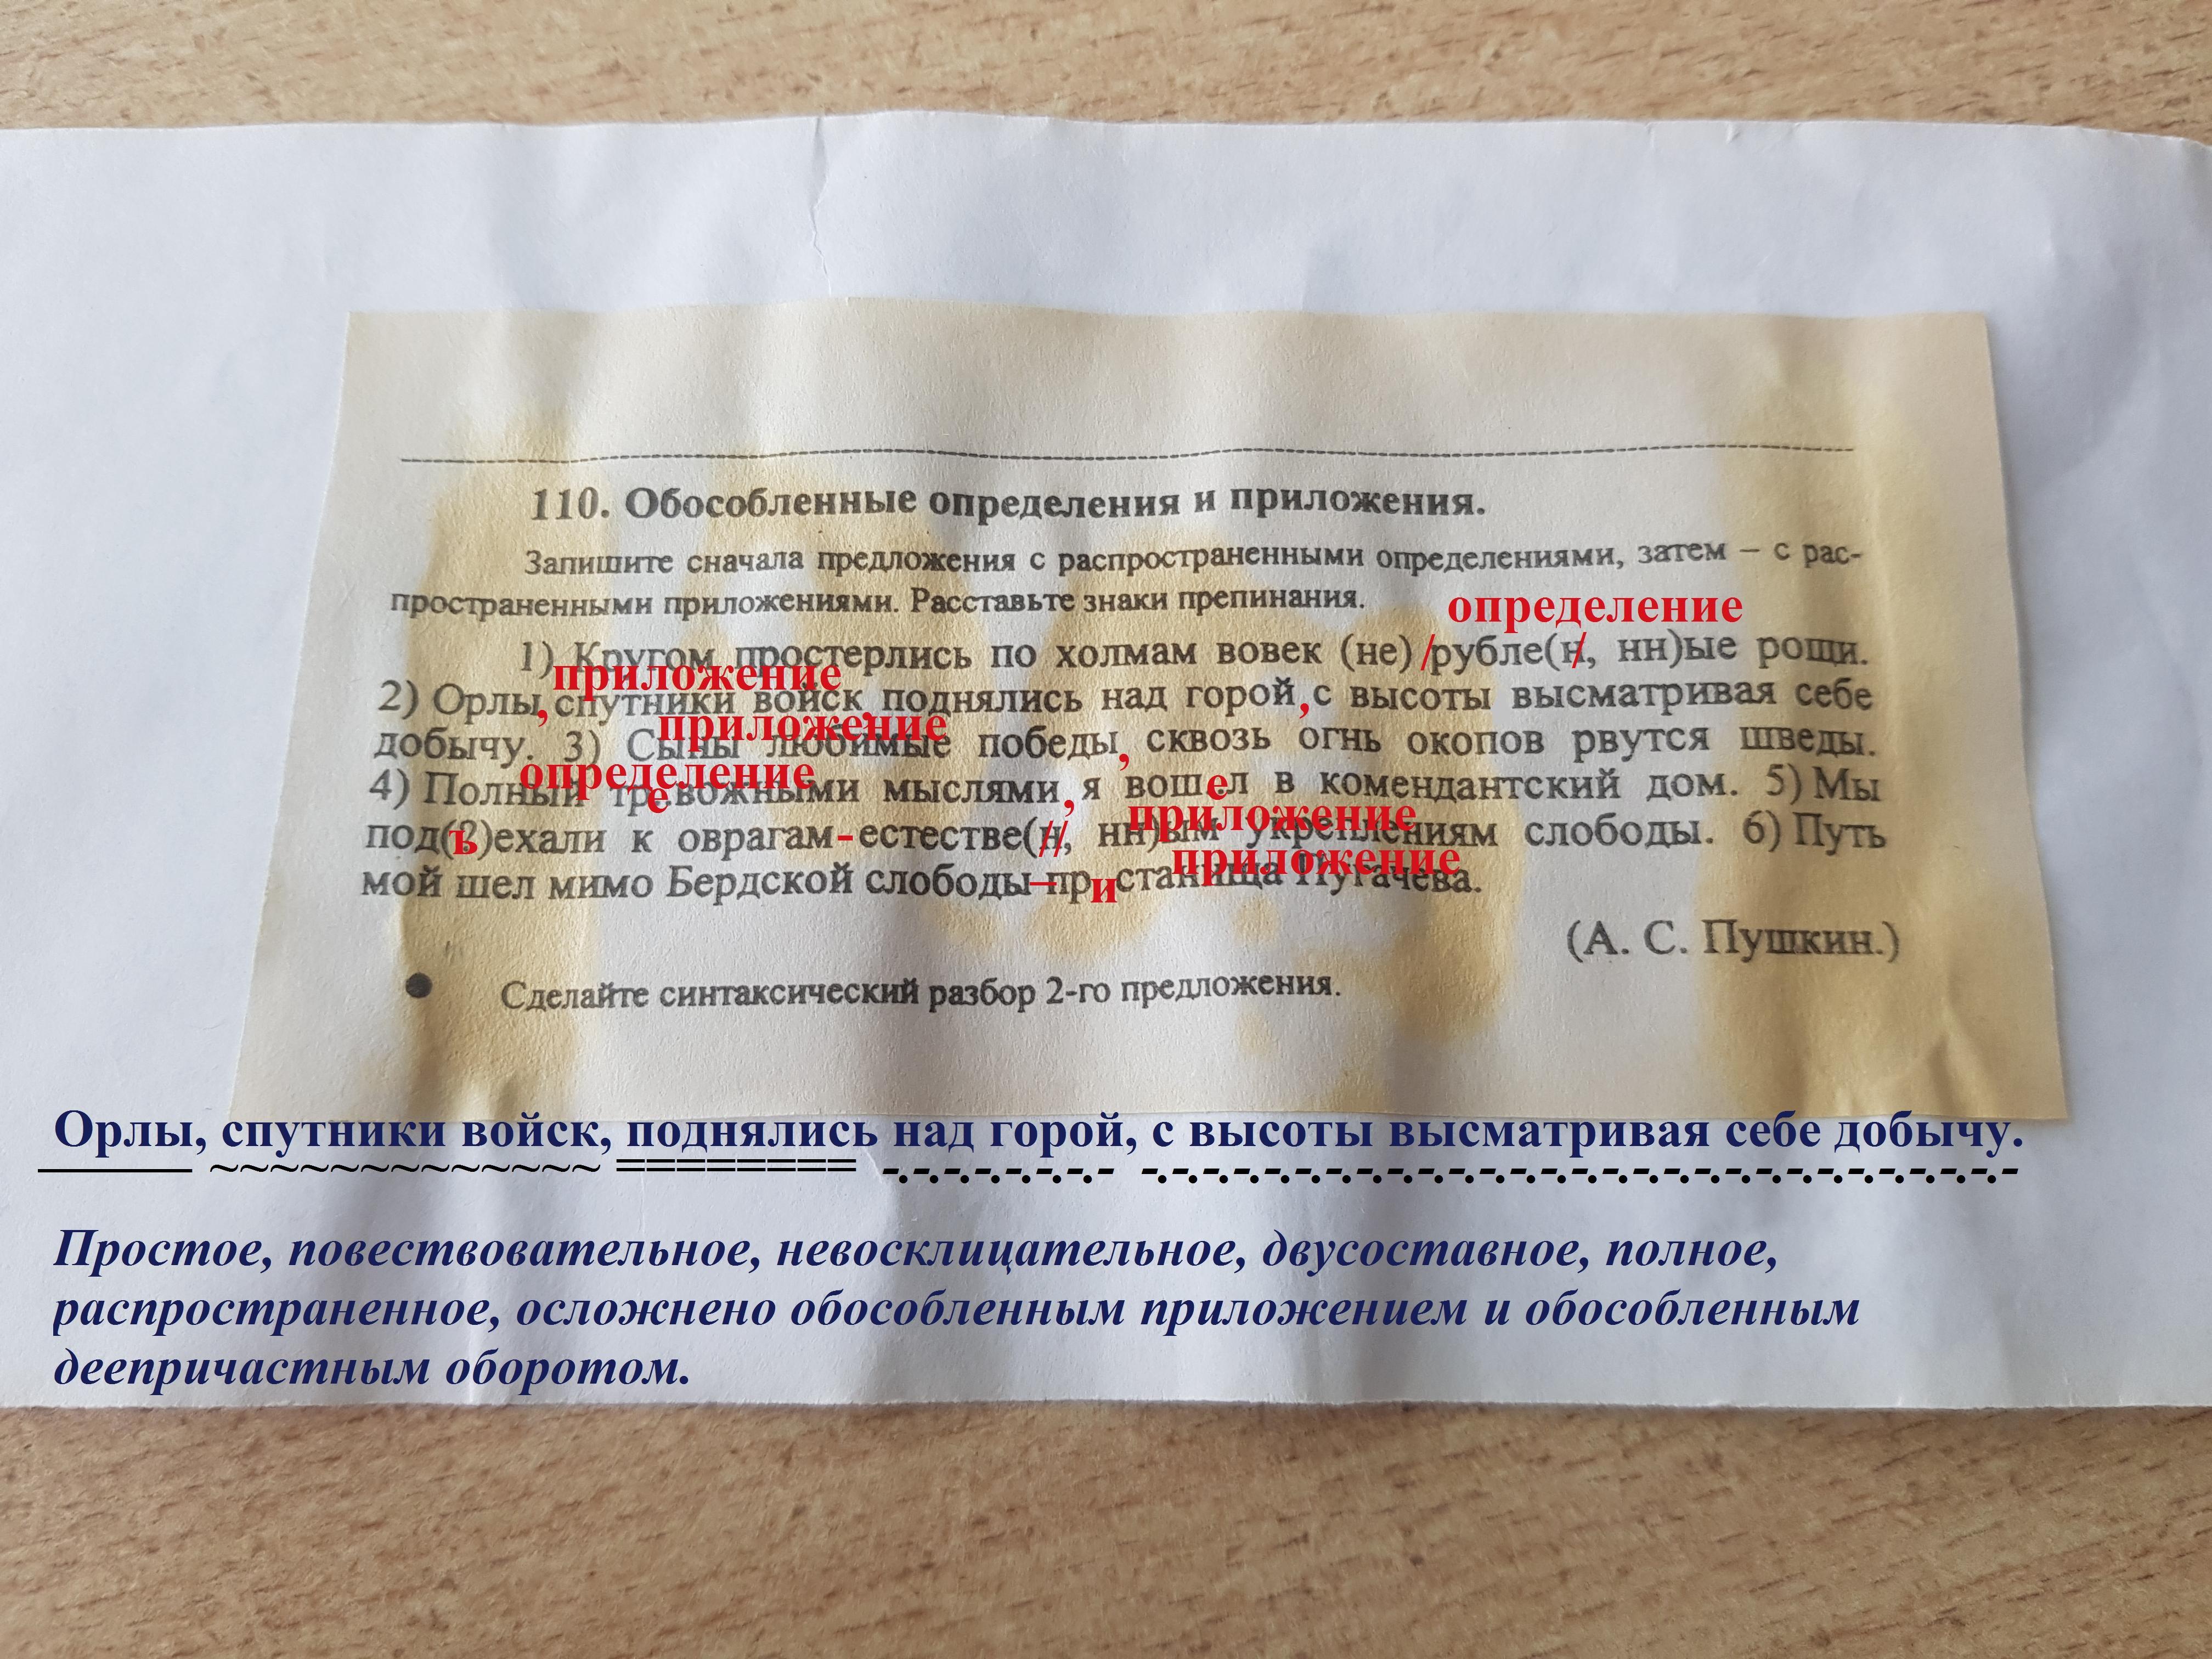 110. Обособленные определения и приложения.
Запишите сначала предложения с распространенными определениями, затем – с рас-
пространенными приложениями. Расставьте знаки препинания.
определение
1) Кругом простерлись по холмам вовек (не) /рубле(н, нн)ые рощи.
приложение
2) Орлы, спутники войск, поднялись над горой, с высоты высматривая себе
приложение
добычу. 3) Сыны любимые победы, сквозь огнь окопов рвутся шведы.
определение
4) Полный тревожными мыслями, я вошел в комендантский дом. 5) Мы
приложение
под(ъ)ехали к оврагам - естестве(н, нн)ым укреплениям слободы. 6) Путь
приложение
мой шел мимо Бердской слободы – пристанища Пугачева.
(А. С. Пушкин.)
Сделайте синтаксический разбор 2-го предложения.
Орлы, спутники войск, поднялись над горой, с высоты высматривая себе добычу.
Простое, повествовательное, невосклицательное, двусоставное, полное,
распространенное, осложнено обособленным приложением и обособленным
деепричастным оборотом.